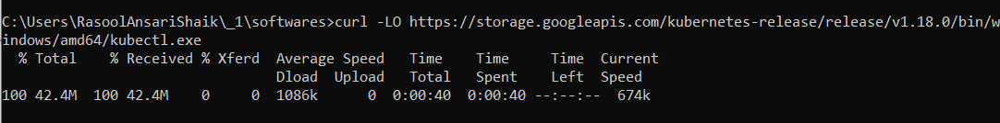 C:\Users\RasoolAnsariShaik\_1\softwares>curl -LO https://storage.googleapis.com/kubernetes-release/release/v1.18.0/bin/w
indows/amd64/kubectl.exe
  % Total    % Received % Xferd  Average Speed   Time    Time     Time  Current
                                 Dload  Upload   Total   Spent    Left  Speed
100 42.4M  100 42.4M    0     0  1086k      0  0:00:40  0:00:40 --:--:--  674k